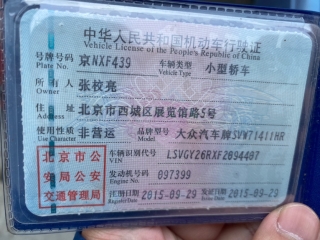 中华人民共和国机动车行驶证
Vehicle License of the People's Republic of China
号牌号码 京NXF439 车辆类型 小型轿车
Plate No. Vehicle Type
所有人 张校亮
Owner
住址 北京市西城区展览馆路5号
Address
使用性质 非营运 品牌型号 大众汽车牌SVW71411HR
Use Character Model
北京市公安局公安交通管理局
车辆识别代号 LSVGY26RXF2094407
VIN
发动机号码 097399
Engine No.
注册日期 2015-09-29 发证日期 2015-09-29
Register Date Issue Date